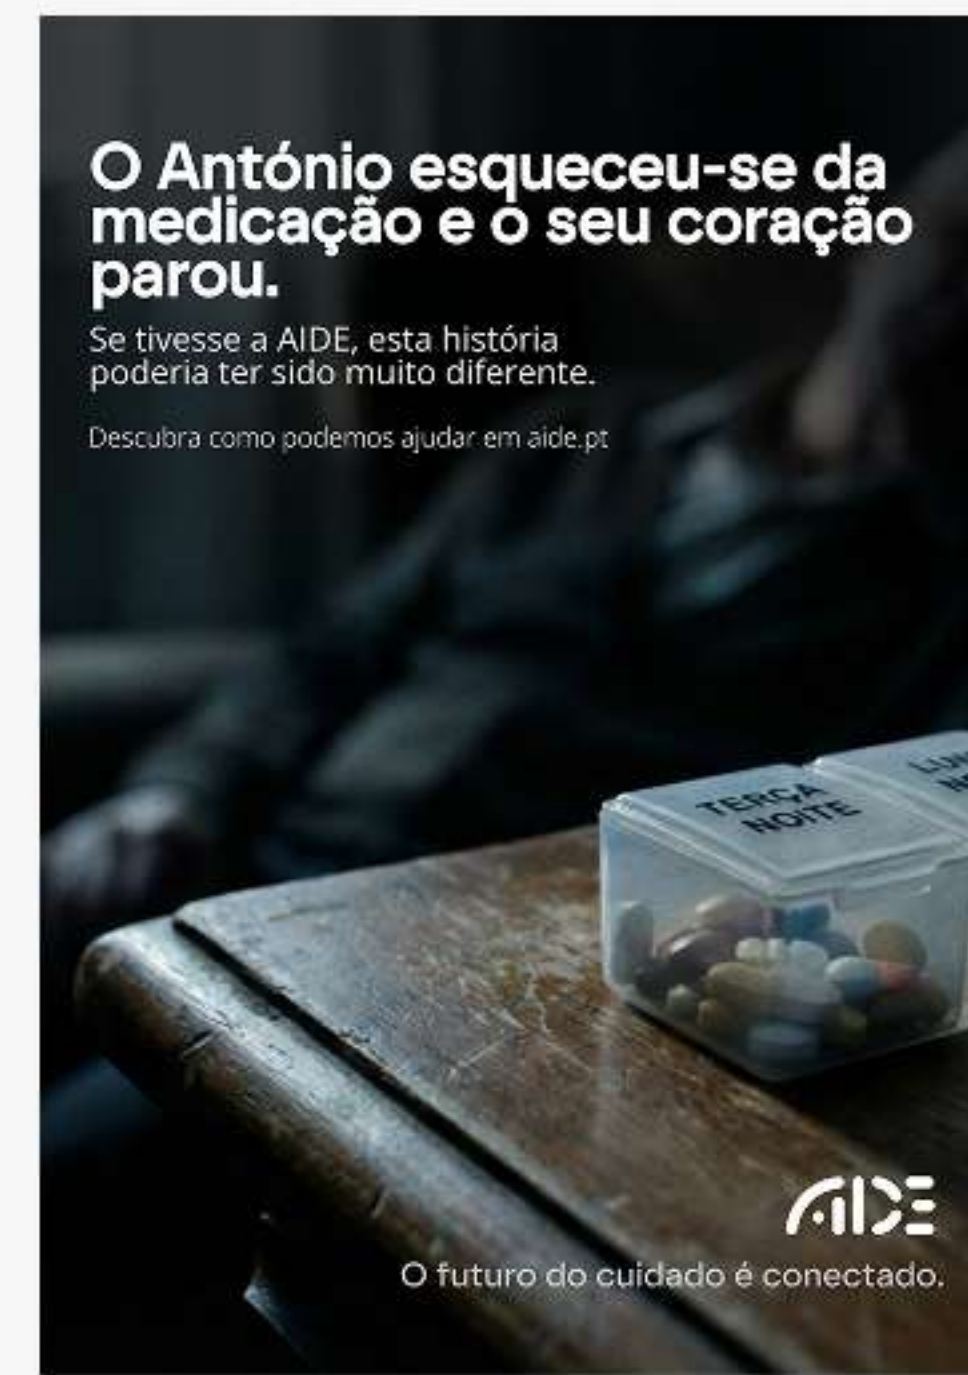 O António esqueceu-se da
medicação e o seu coração
parou.
Se tivesse a AIDE, esta história
poderia ter sido muito diferente.
Descubra como podemos ajudar em aide.pt
TERÇA
NOITE
AIDE
O futuro do cuidado é conectado.